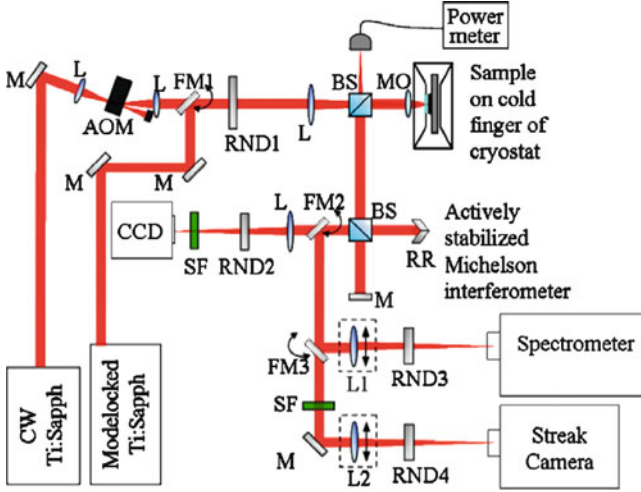 Power
meter
M
L
AOM
L
FM1
RND1
L
BS
MO
Sample
on cold
finger of
cryostat
M
M
CCD
SF
RND2
L
FM2
BS
RR
Actively
stabilized
Michelson
interferometer
M
CW
Ti:Sapph
Modelocked
Ti:Sapph
FM3
L1
RND3
Spectrometer
SF
M
L2
RND4
Streak
Camera